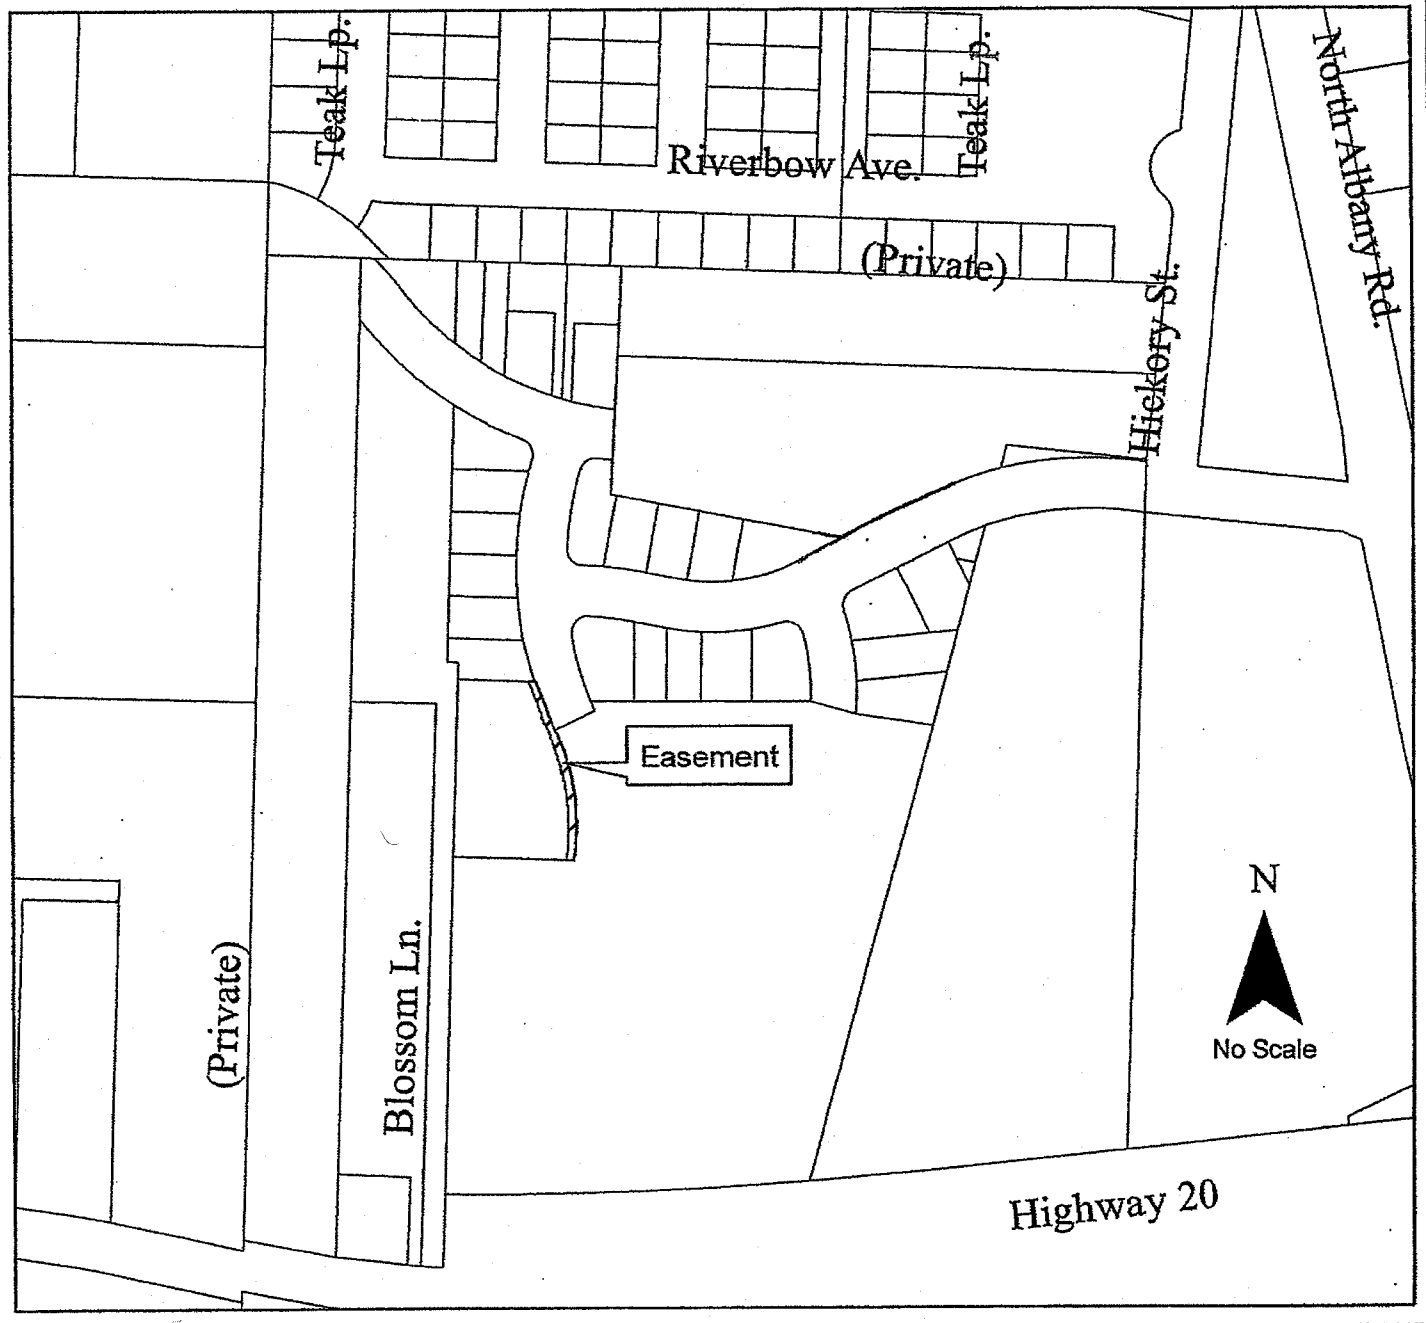 Teak Lp.
Teak Lp.
North Albany Rd.
Riverbow Ave.
(Private)
Hickory St.
Easement
N
No Scale
(Private)
Blossom Ln.
Highway 20